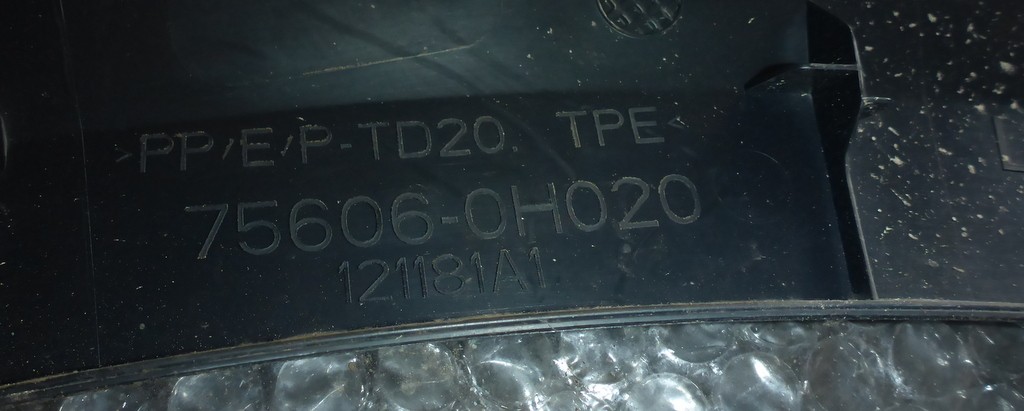 >PP/E/P-TD20. TPE<
75606-0H020
121181A1